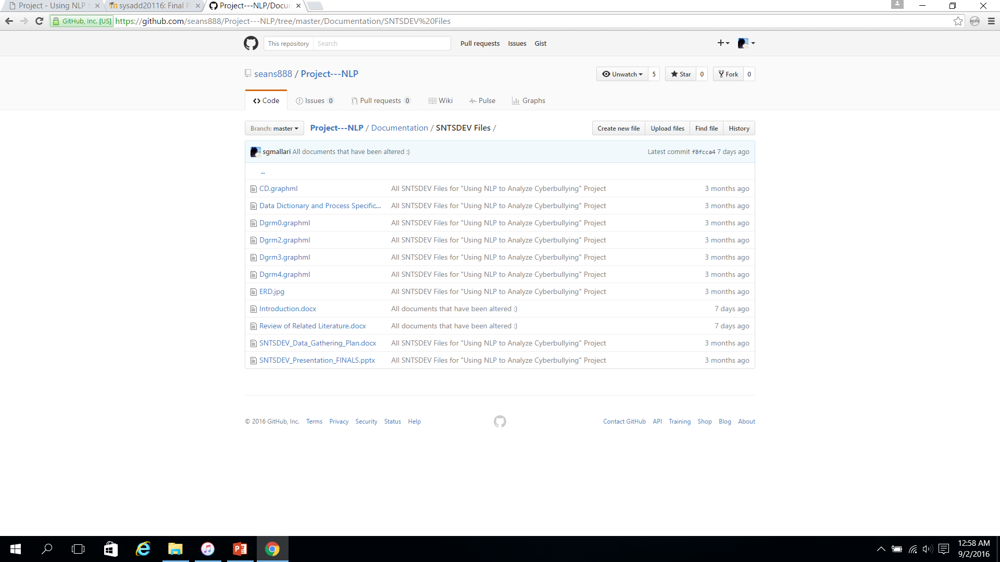 Project - Using NLP t
sysadd20116: Final P
Project---NLP/Docu
GitHub, Inc. [US] https://github.com/seans888/Project---NLP/tree/master/Documentation/SNTSDEV%20Files
This repository Search Pull requests Issues Gist
seans888 / Project---NLP Unwatch 5 Star 0 Fork 0
Code Issues 0 Pull requests 0 Wiki Pulse Graphs
Branch: master Project---NLP / Documentation / SNTSDEV Files / Create new file Upload files Find file History
sgmallari All documents that have been altered :) Latest commit f8fcca4 7 days ago
..
CD.graphml All SNTSDEV Files for "Using NLP to Analyze Cyberbullying" Project 3 months ago
Data Dictionary and Process Specific... All SNTSDEV Files for "Using NLP to Analyze Cyberbullying" Project 3 months ago
Dgrm0.graphml All SNTSDEV Files for "Using NLP to Analyze Cyberbullying" Project 3 months ago
Dgrm2.graphml All SNTSDEV Files for "Using NLP to Analyze Cyberbullying" Project 3 months ago
Dgrm3.graphml All SNTSDEV Files for "Using NLP to Analyze Cyberbullying" Project 3 months ago
Dgrm4.graphml All SNTSDEV Files for "Using NLP to Analyze Cyberbullying" Project 3 months ago
ERD.jpg All SNTSDEV Files for "Using NLP to Analyze Cyberbullying" Project 3 months ago
Introduction.docx All documents that have been altered :) 7 days ago
Review of Related Literature.docx All documents that have been altered :) 7 days ago
SNTSDEV_Data_Gathering_Plan.docx All SNTSDEV Files for "Using NLP to Analyze Cyberbullying" Project 3 months ago
SNTSDEV_Presentation_FINALS.pptx All SNTSDEV Files for "Using NLP to Analyze Cyberbullying" Project 3 months ago
© 2016 GitHub, Inc. Terms Privacy Security Status Help Contact GitHub API Training Shop Blog About
12:58 AM
9/2/2016